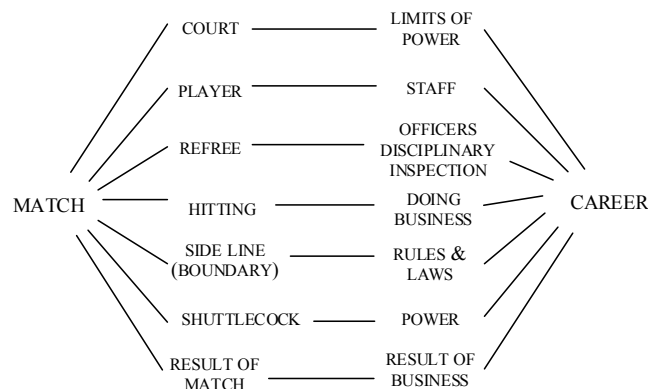 COURT
LIMITS OF
POWER
PLAYER
STAFF
REFREE
OFFICERS
DISCIPLINARY
INSPECTION
MATCH
HITTING
DOING
BUSINESS
CAREER
SIDE LINE
(BOUNDARY)
RULES &
LAWS
SHUTTLECOCK
POWER
RESULT OF
MATCH
RESULT OF
BUSINESS